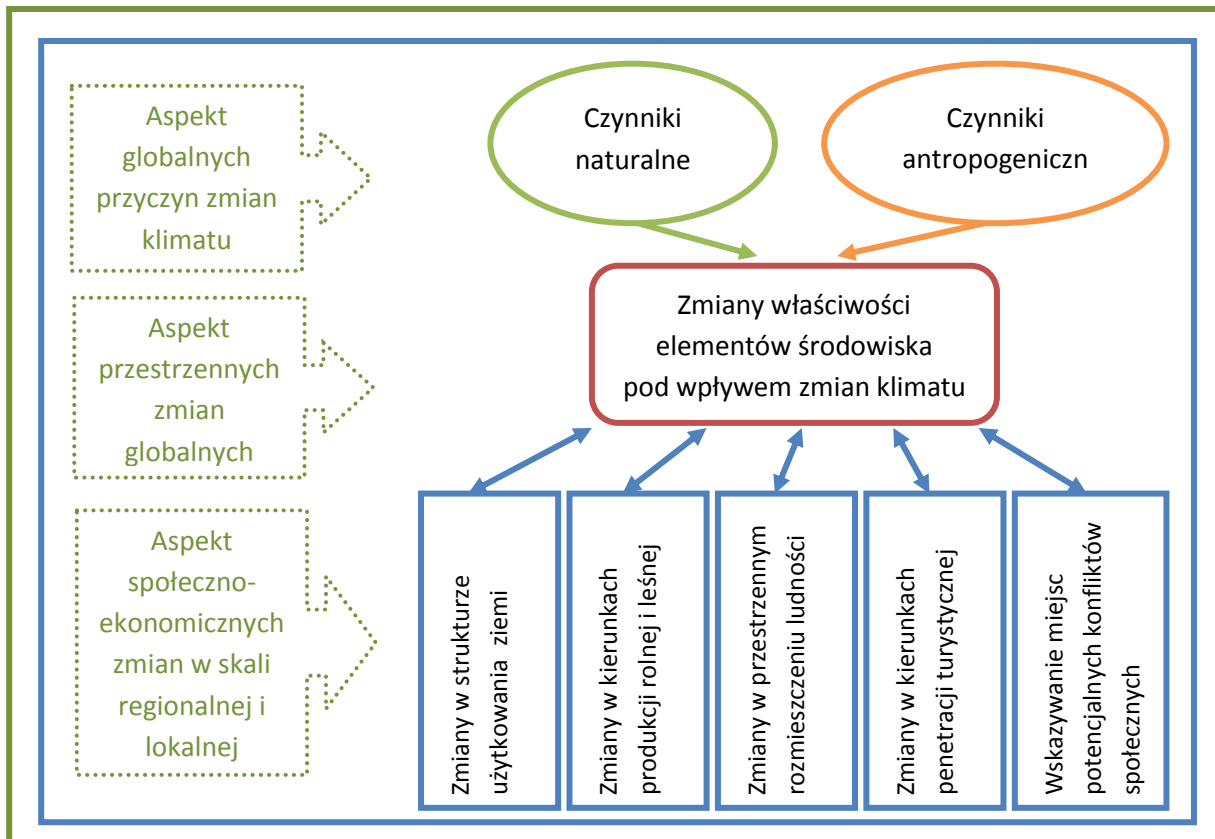 Aspekt
globalnych
przyczyn zmian
klimatu
Czynniki
naturalne
Czynniki
antropogeniczn
Aspekt
przestrzennych
zmian
globalnych
Zmiany właściwości
elementów środowiska
pod wpływem zmian klimatu
Aspekt
społeczno-
ekonomicznych
zmian w skali
regionalnej i
lokalnej
Zmiany w strukturze
użytkowania ziemi
Zmiany w kierunkach
produkcji rolnej i leśnej
Zmiany w przestrzennym
rozmieszczeniu ludności
Zmiany w kierunkach
penetracji turystycznej
Wskazywanie miejsc
potencjalnych konfliktów
społecznych